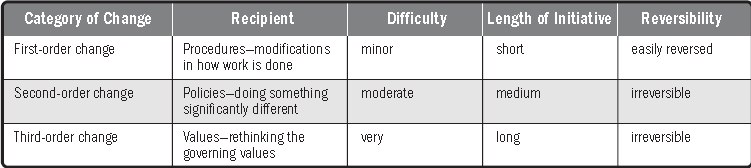 Category of Change Recipient Difficulty Length of Initiative Reversibility
First-order change Procedures—modifications minor short easily reversed
in how work is done
Second-order change Policies—doing something moderate medium irreversible
significantly different
Third-order change Values—rethinking the very long irreversible
governing values